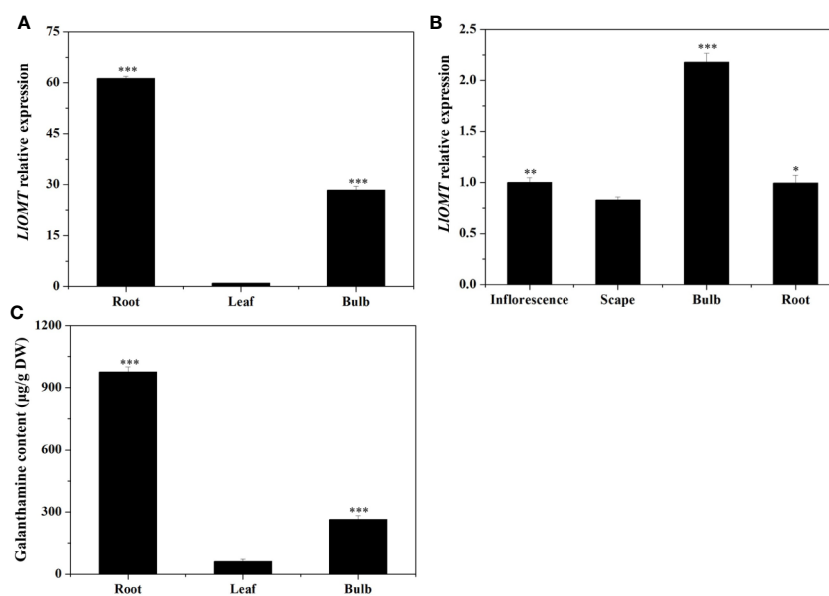 A
LlOMT relative expression
75
60
45
30
15
0
***
***
Root Leaf Bulb
B
LlOMT relative expression
2.5
2.0
1.5
1.0
0.5
0.0
**
***
*
Inflorescence Scape Bulb Root
C
Galanthamine content (µg/g DW)
1200
900
600
300
0
***
***
Root Leaf Bulb